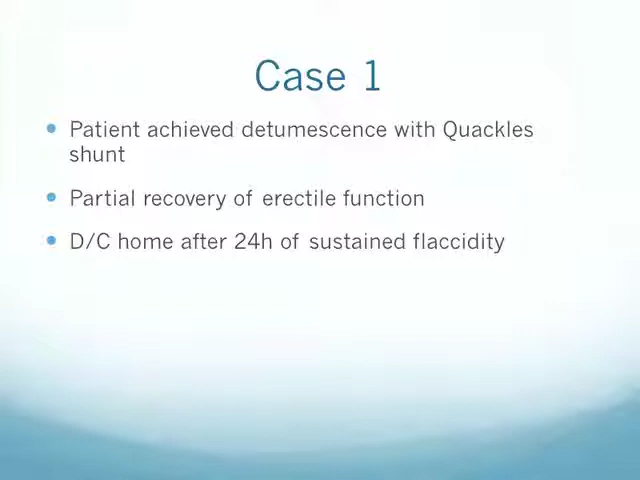 Case 1
Patient achieved detumescence with Quackles
shunt
Partial recovery of erectile function
D/C home after 24h of sustained flaccidity